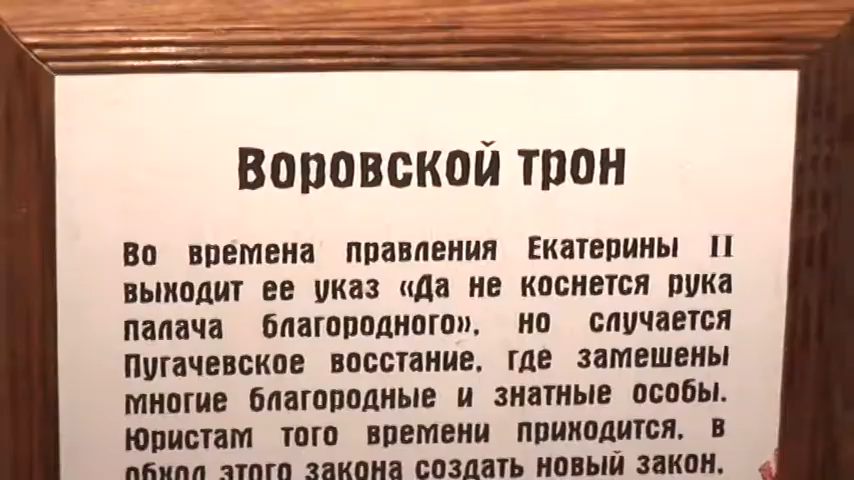 Воровской трон
Во времена правления Екатерины II
выходит ее указ «Да не коснется рука
палача благородного», но случается
Пугачевское восстание, где замешены
многие благородные и знатные особы.
Юристам того времени приходится, в
обход этого закона создать новый закон,